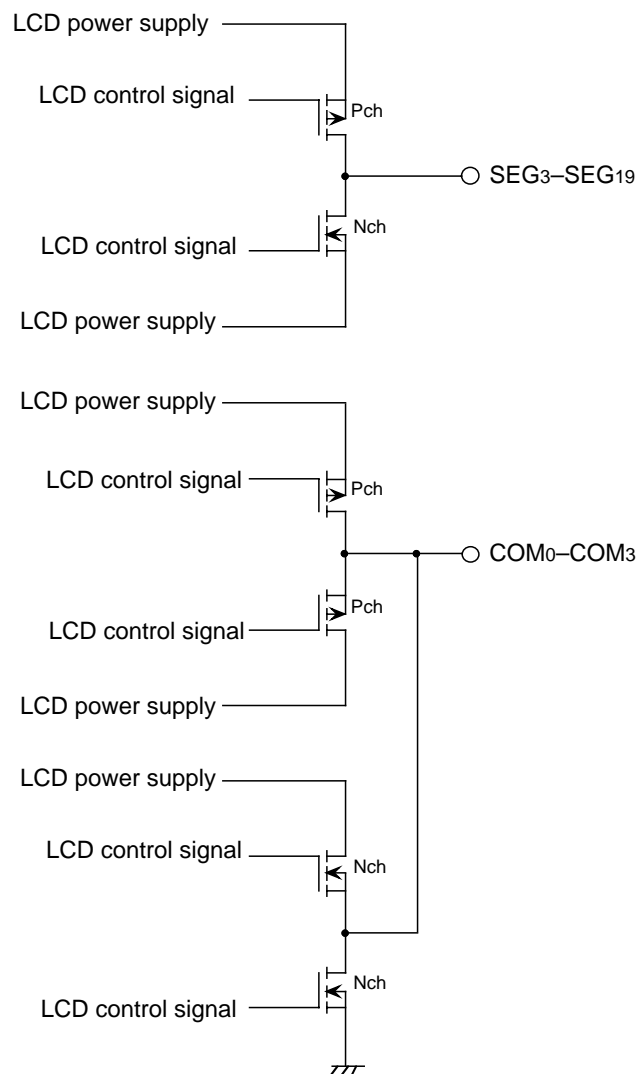 LCD power supply
LCD control signal
Pch
SEG3–SEG19
LCD control signal
Nch
LCD power supply
LCD power supply
LCD control signal
Pch
COM0–COM3
LCD control signal
Pch
LCD power supply
LCD power supply
LCD control signal
Nch
LCD control signal
Nch